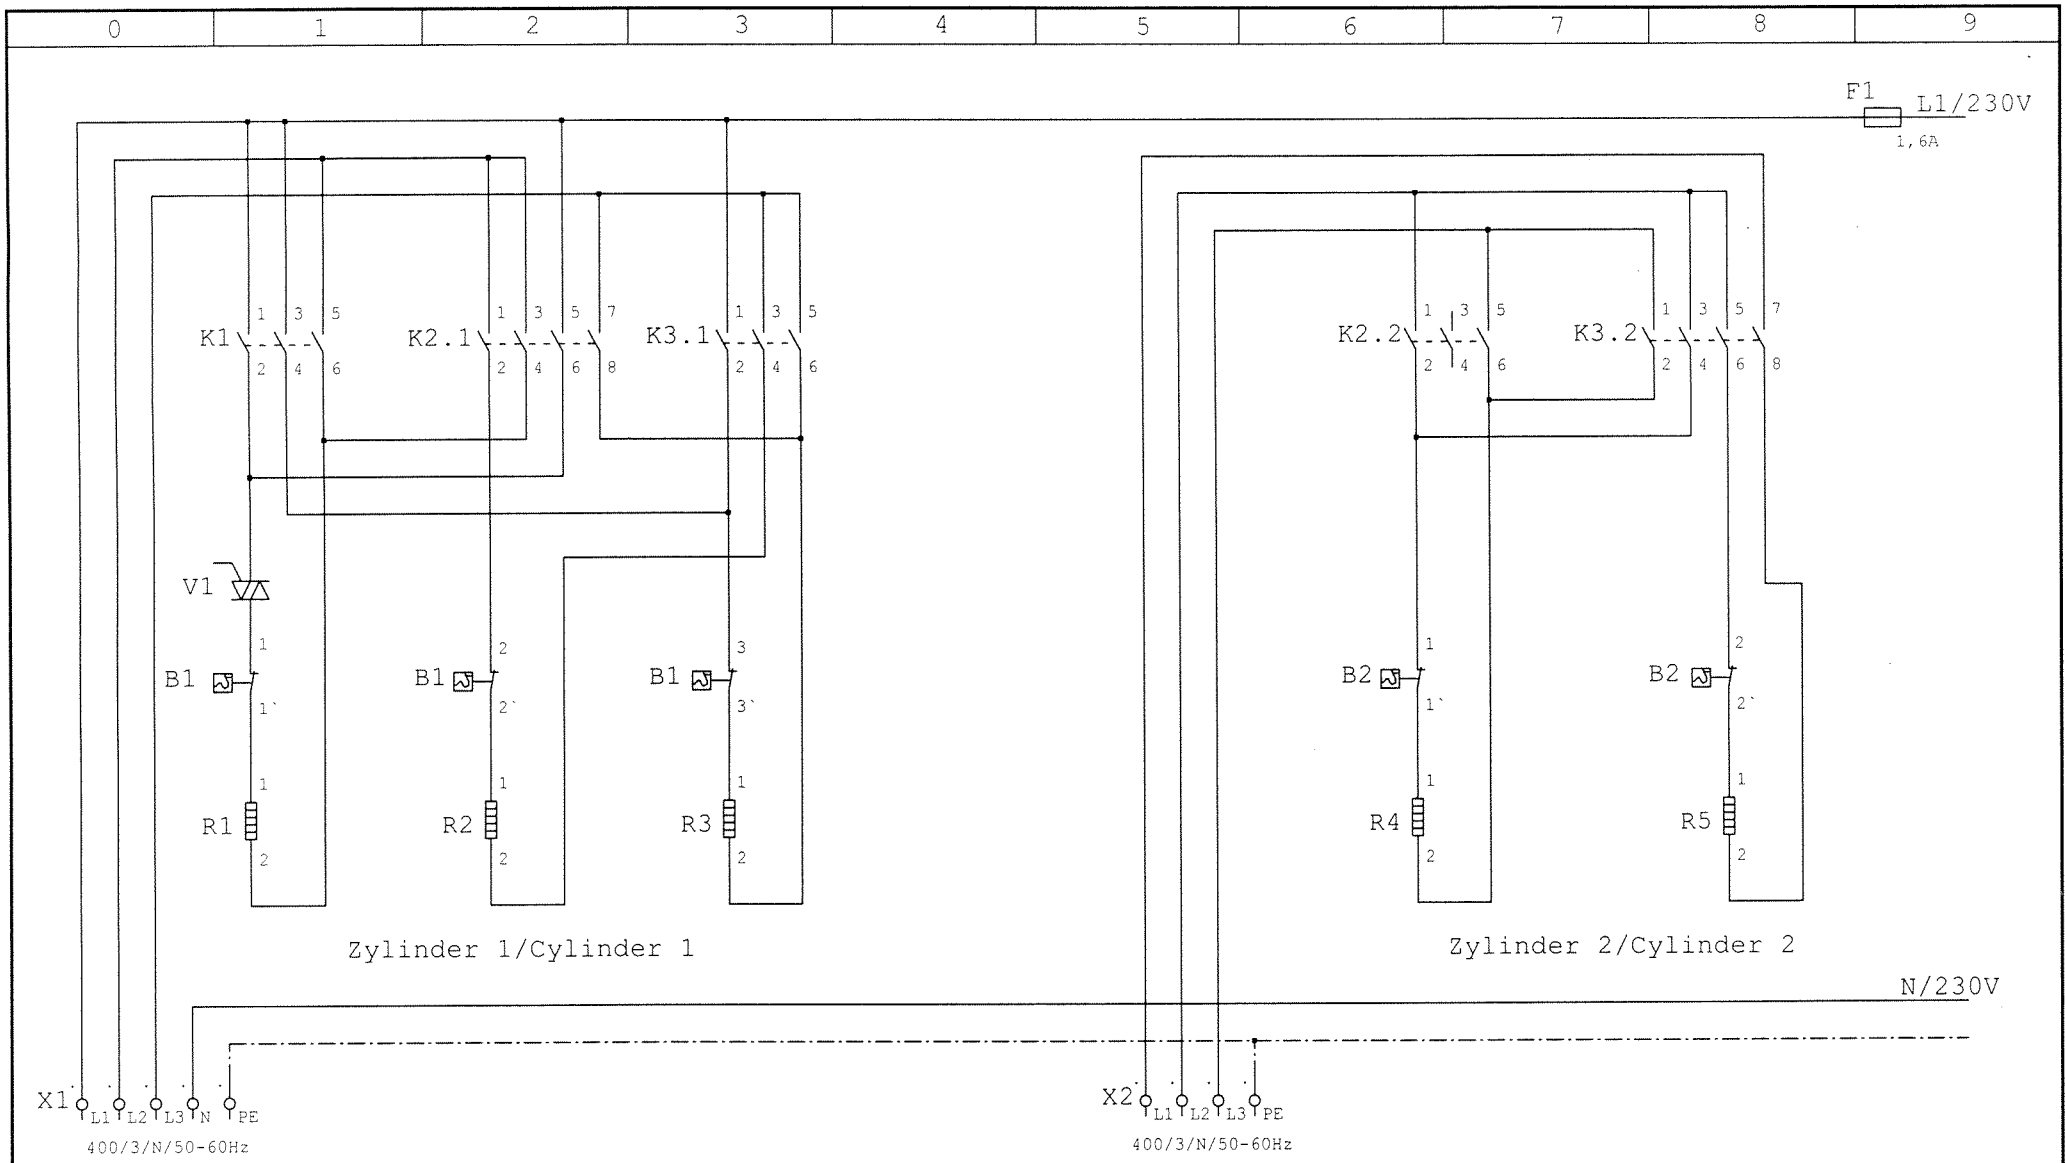 0 1 2 3 4 5 6 7 8 9
F1 L1/230V
1,6A
1 3 5 1 3 5 7 1 3 5 1 3 5 1 3 5 7
K1 K2.1 K3.1 K2.2 K3.2
2 4 6 2 4 6 8 2 4 6 2 4 6 2 4 6 8
V1
1 2 3 1 2
B1 B1 B1 B2 B2
1` 2` 3` 1` 2`
1 1 1 1 1
R1 R2 R3 R4 R5
2 2 2 2 2
Zylinder 1/Cylinder 1 Zylinder 2/Cylinder 2
N/230V
X1 L1 L2 L3 N PE X2 L1 L2 L3 PE
400/3/N/50-60Hz 400/3/N/50-60Hz